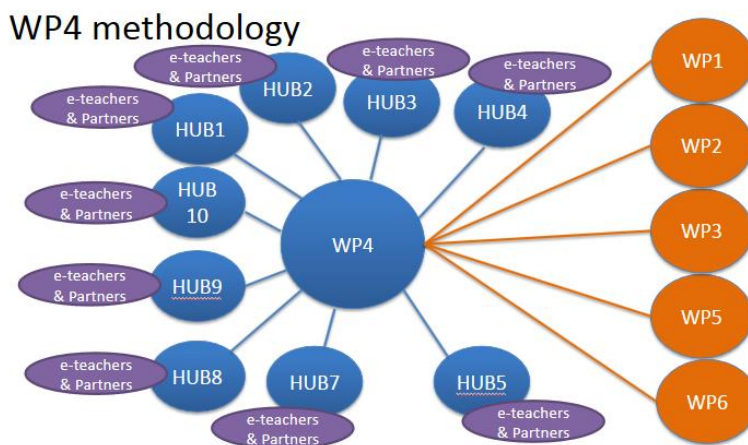 WP4 methodology
e-teachers
& Partners
HUB2
e-teachers
& Partners
HUB3
e-teachers
& Partners
HUB4
e-teachers
& Partners
HUB1
e-teachers
& Partners
HUB
10
e-teachers
& Partners
HUB9
e-teachers
& Partners
HUB8
HUB7
e-teachers
& Partners
HUB5
e-teachers
& Partners
WP4
WP1
WP2
WP3
WP5
WP6